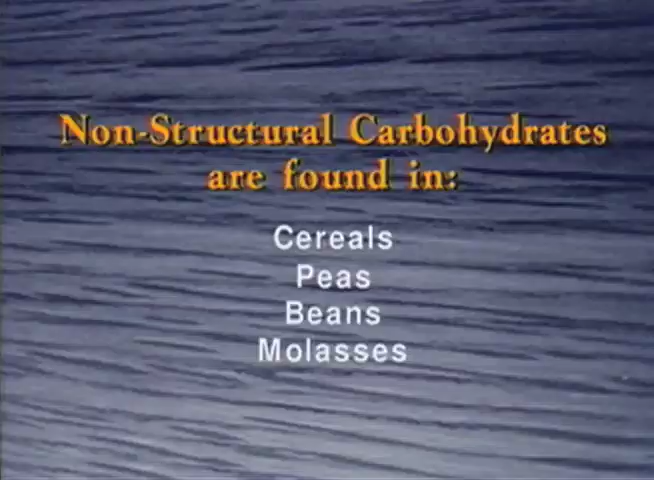 Non-Structural Carbohydrates
are found in:
Cereals
Peas
Beans
Molasses